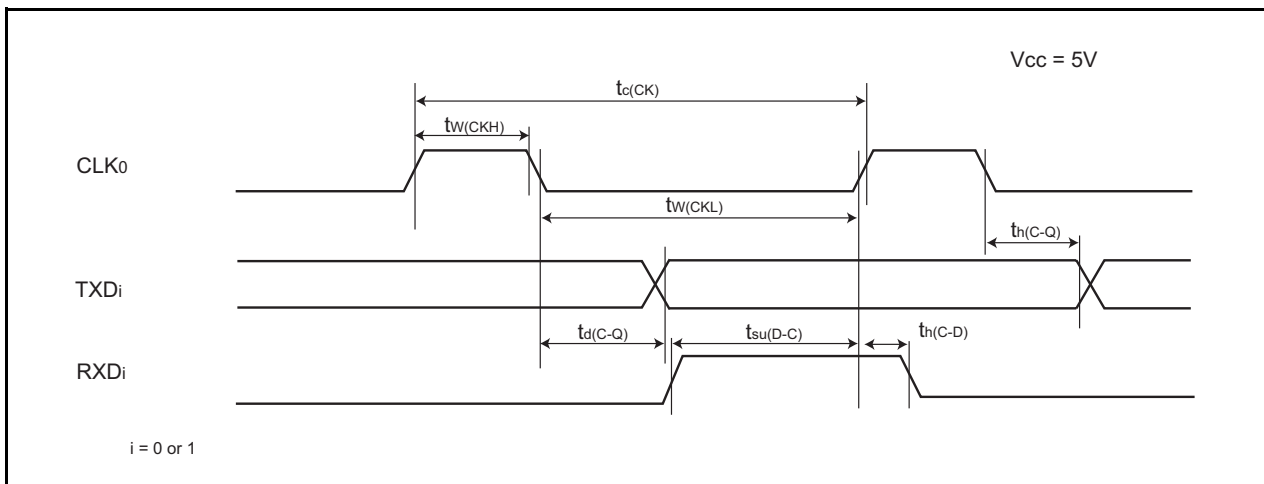 Vcc = 5V
tc(CK)
tW(CKH)
CLK0
tW(CKL)
th(C-Q)
TXDi
td(C-Q)
tsu(D-C)
th(C-D)
RXDi
i = 0 or 1